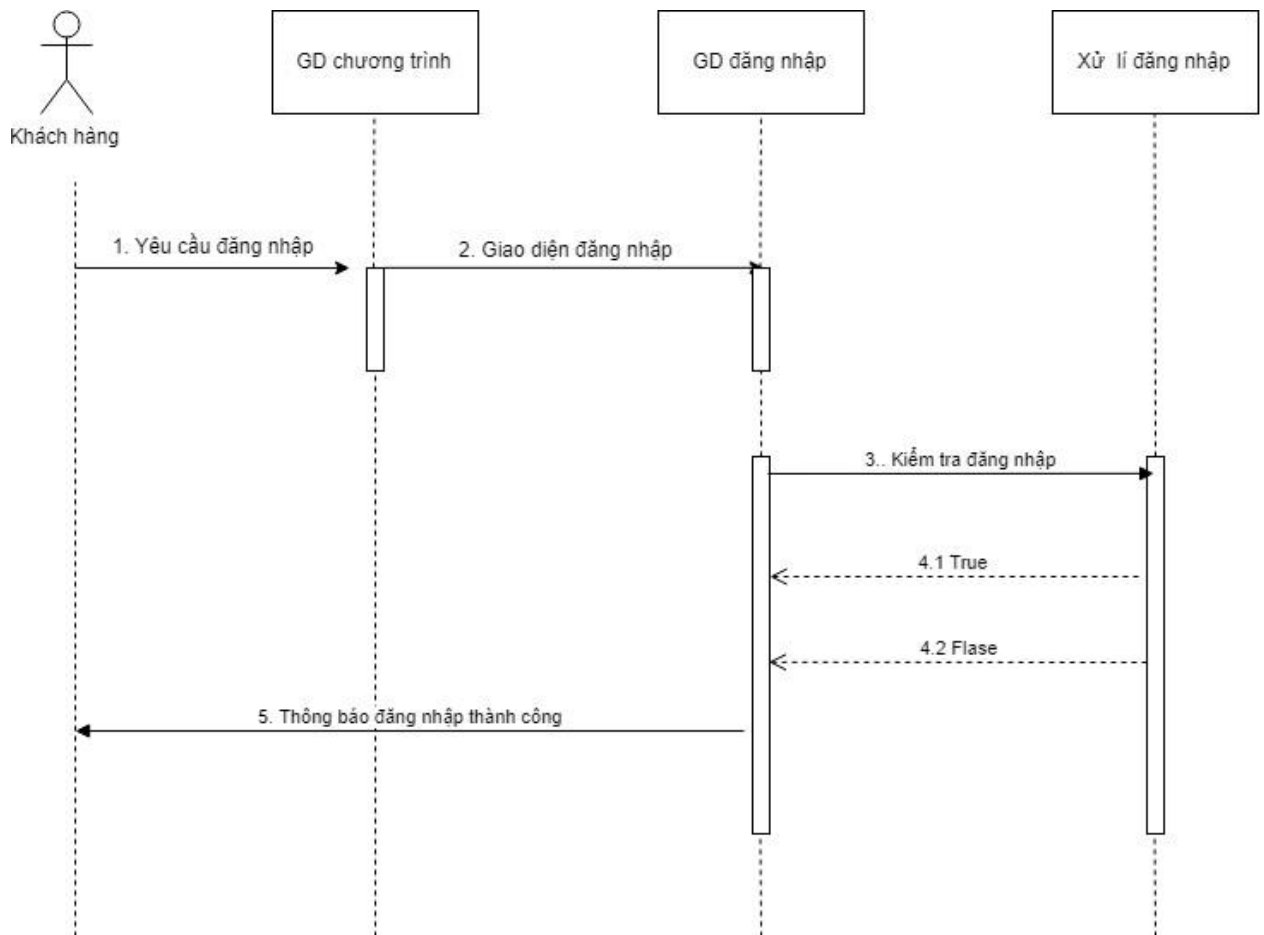 GD chương trình
GD đăng nhập
Xử lí đăng nhập
Khách hàng
1. Yêu cầu đăng nhập
2. Giao diện đăng nhập
3.. Kiểm tra đăng nhập
4.1 True
4.2 Flase
5. Thông báo đăng nhập thành công